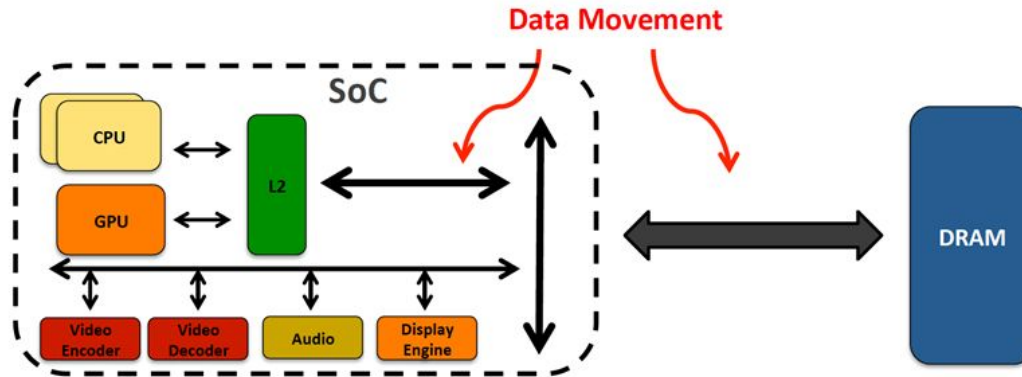 Data Movement
SoC
CPU
L2
GPU
DRAM
Video
Encoder
Video
Decoder
Audio
Display
Engine